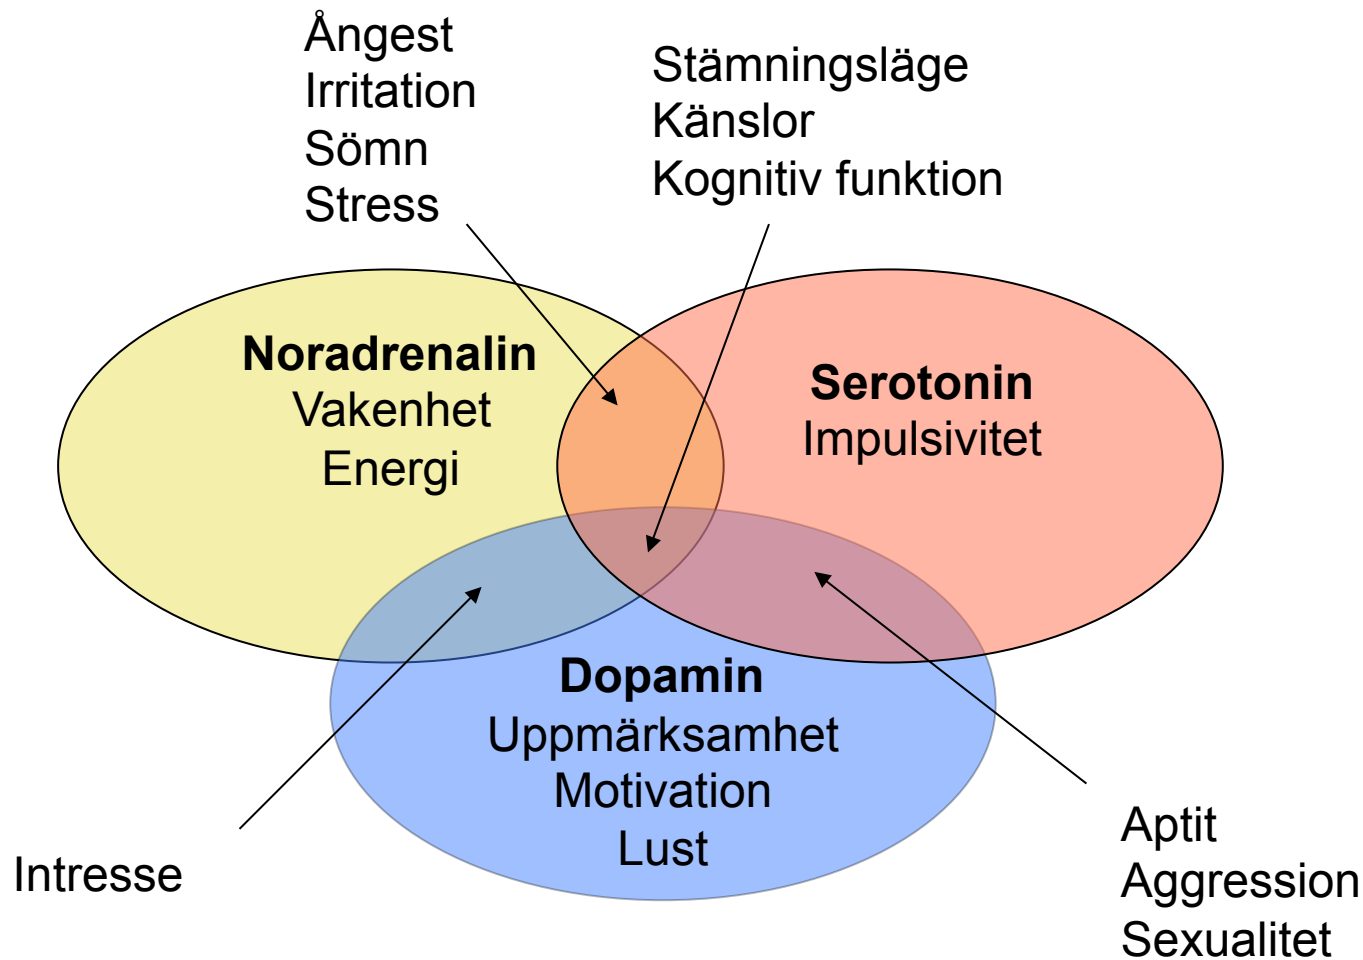 Ångest
Irritation
Sömn
Stress
Stämningsläge
Känslor
Kognitiv funktion
Noradrenalin
Vakenhet
Energi
Serotonin
Impulsivitet
Dopamin
Uppmärksamhet
Motivation
Lust
Intresse
Aptit
Aggression
Sexualitet